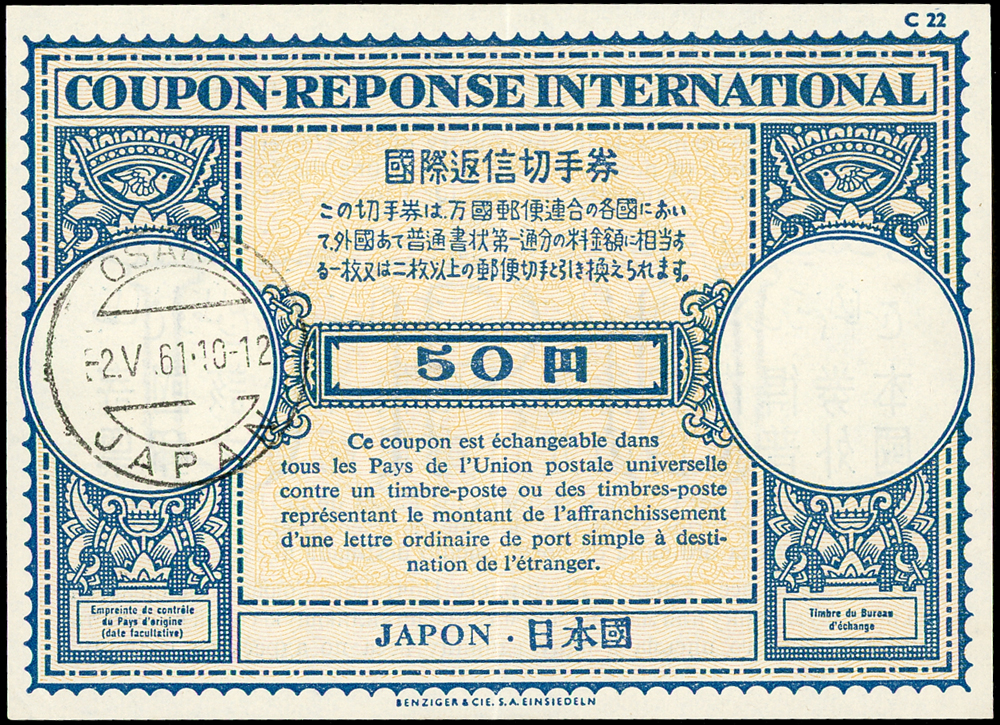 C 22
COUPON-REPONSE INTERNATIONAL
國際返信切手券
この切手券は、万國郵便連合の各國におい
て、外國あて普通書状第一通分の料金額に相当す
る一枚又は二枚以上の郵便切手と引き換えられます。
OSAKA
2.V.61・10-12
JAPAN
50円
Ce coupon est échangeable dans
tous les Pays de l'Union postale universelle
contre un timbre-poste ou des timbres-poste
représentant le montant de l'affranchissement
d'une lettre ordinaire de port simple à desti-
nation de l'étranger.
Empreinte de contrôle
du Pays d'origine
(date facultative)
Timbre du Bureau
d'échange
JAPON · 日本國
BENZIGER & CIE. S.A. EINSIEDELN